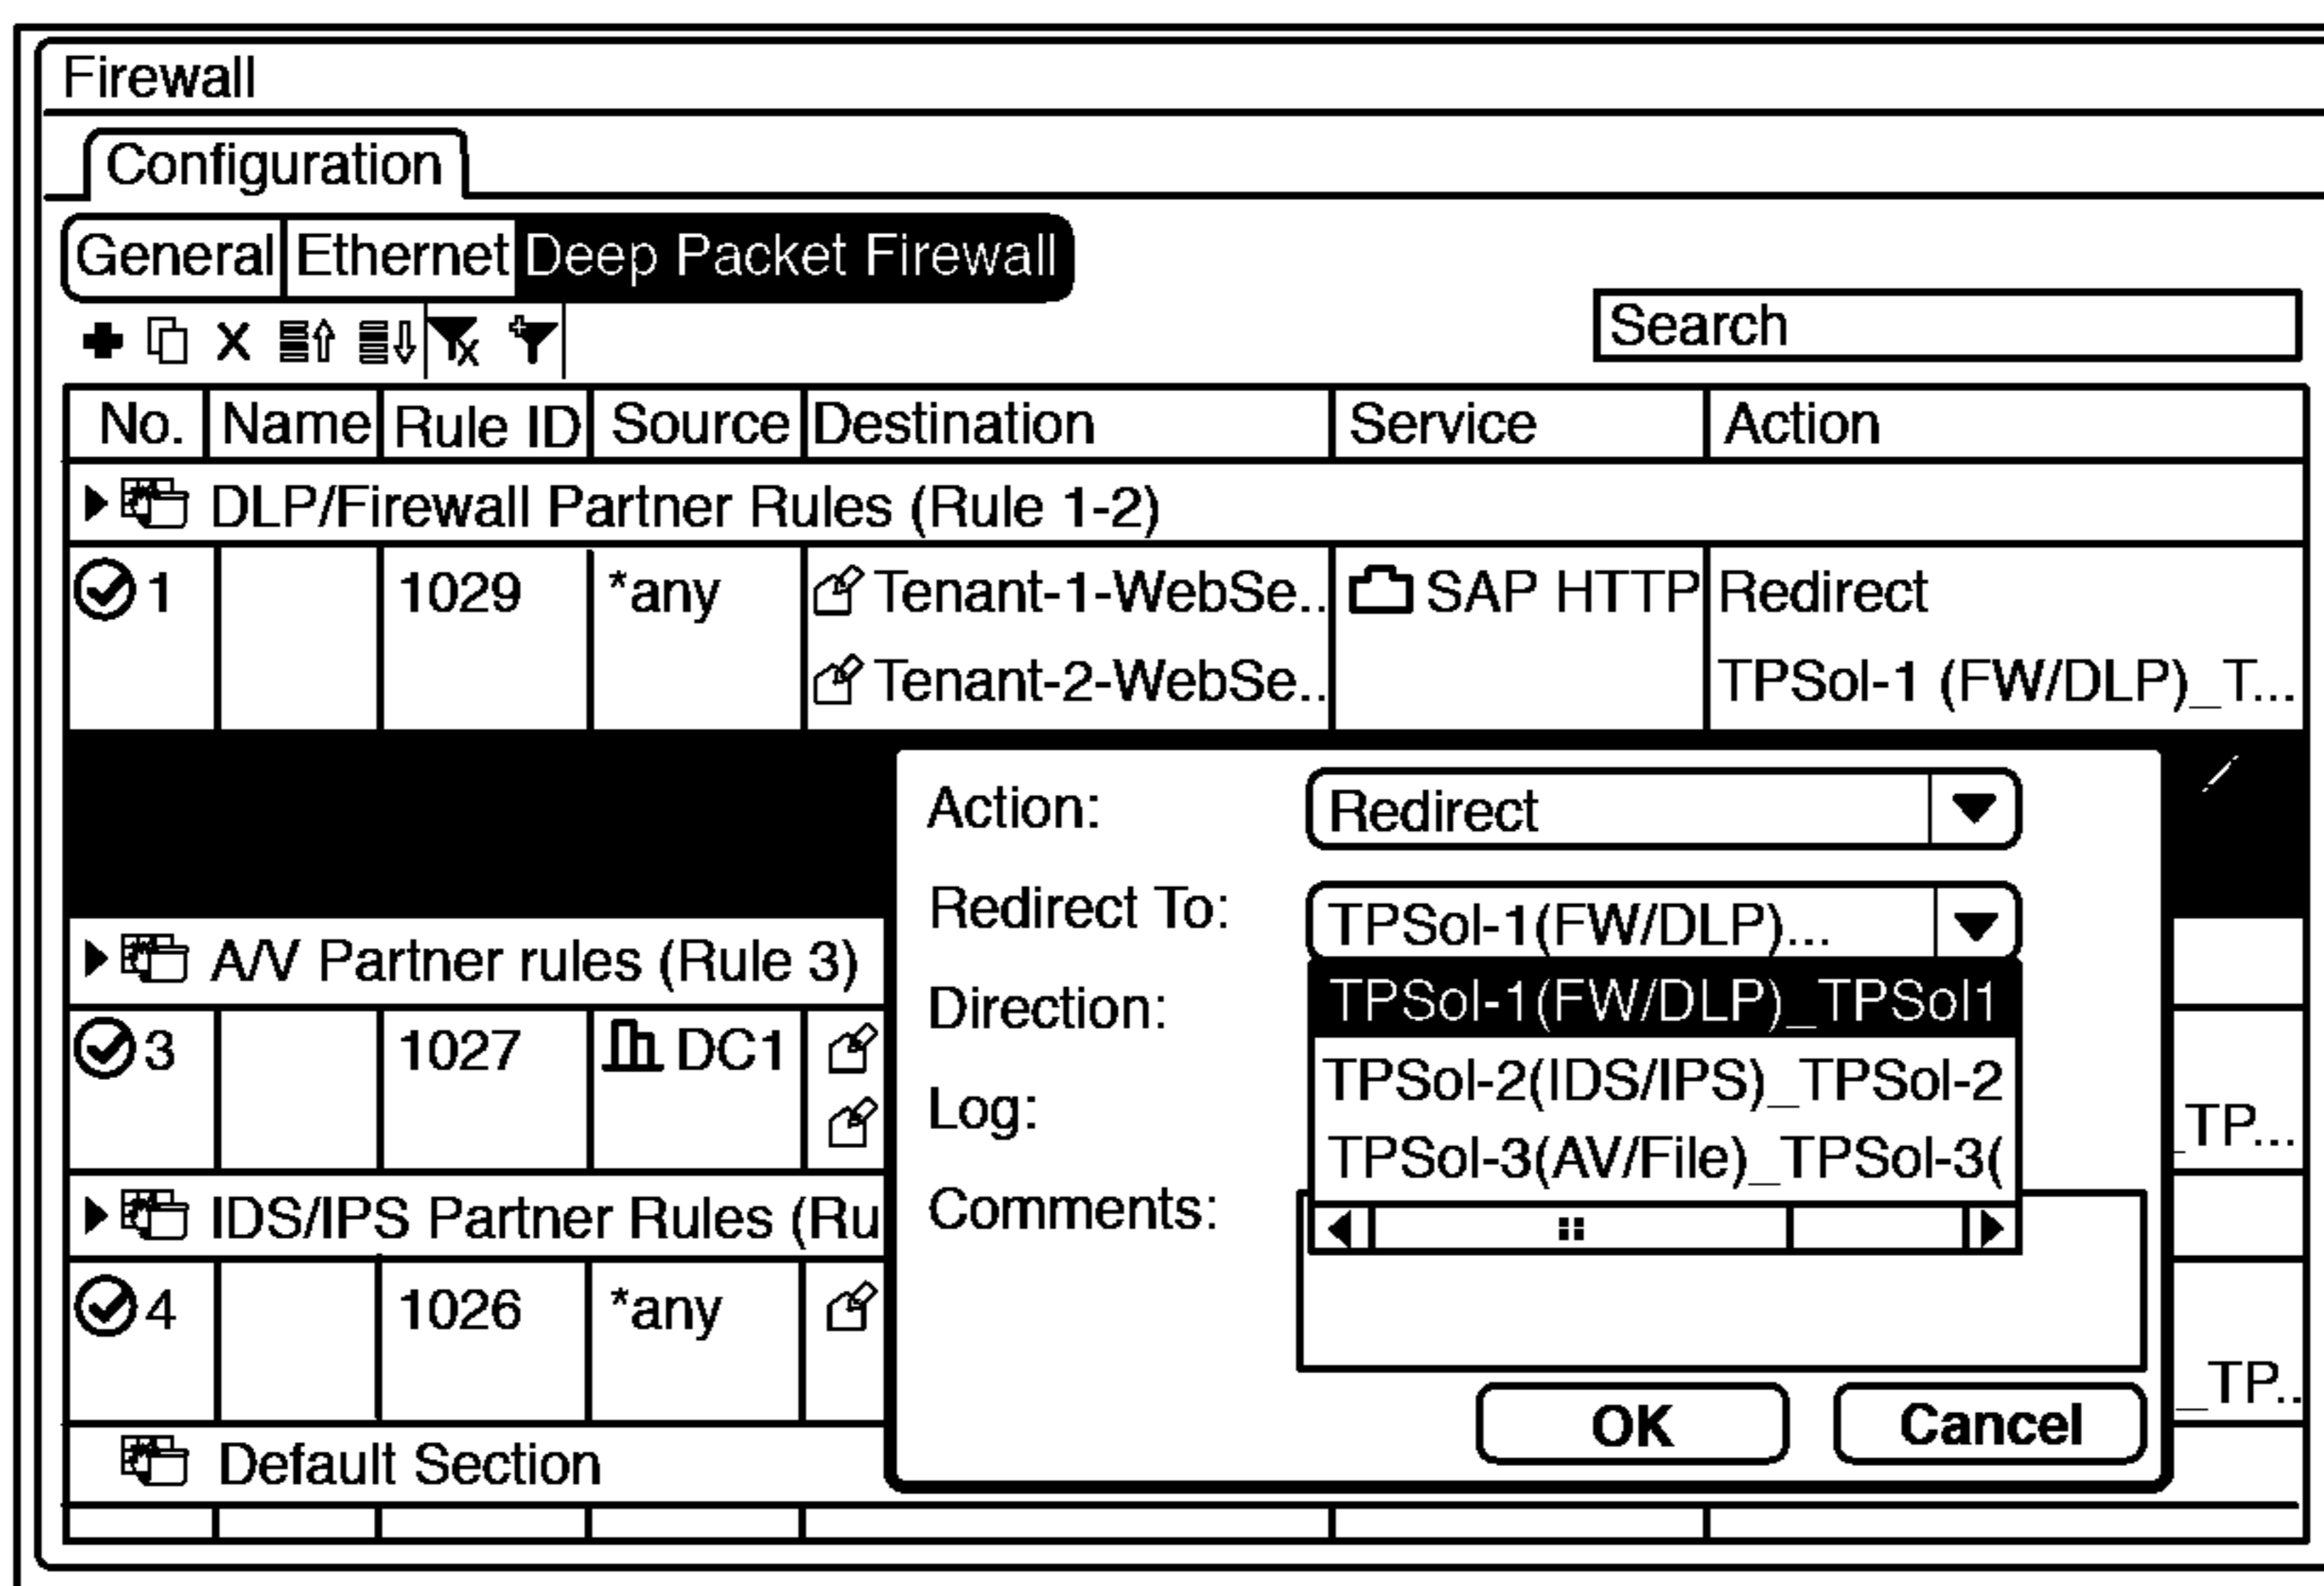 Firewall
Configuration
General Ethernet Deep Packet Firewall
Search
No. Name Rule ID Source Destination Service Action
DLP/Firewall Partner Rules (Rule 1-2)
1 1029 *any Tenant-1-WebSe.. SAP HTTP Redirect
Tenant-2-WebSe.. TPSol-1 (FW/DLP)_T...
Action: Redirect
Redirect To: TPSol-1(FW/DLP)...
A/V Partner rules (Rule 3)
Direction: TPSol-1(FW/DLP)_TPSol1
3 1027 DC1
TPSol-2(IDS/IPS)_TPSol-2
Log: _TP...
TPSol-3(AV/File)_TPSol-3(
IDS/IPS Partner Rules (Ru
Comments:
4 1026 *any
_TP..
OK Cancel
Default Section